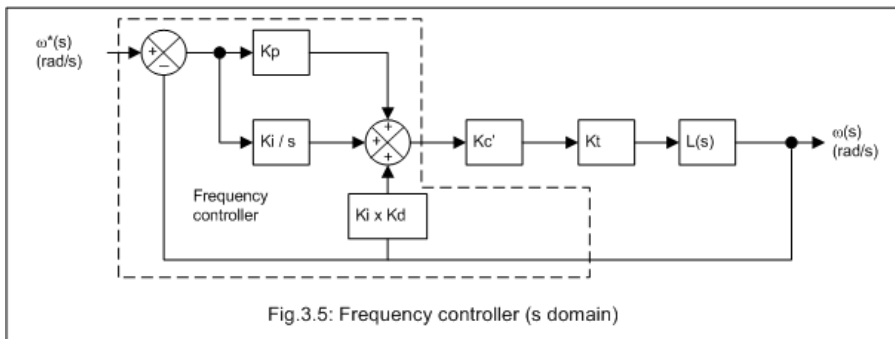 ω*(s)
(rad/s)
+
−
Kp
Ki / s
+
+
+
Kc'
Kt
L(s)
ω(s)
(rad/s)
Frequency
controller
Ki x Kd
Fig.3.5: Frequency controller (s domain)